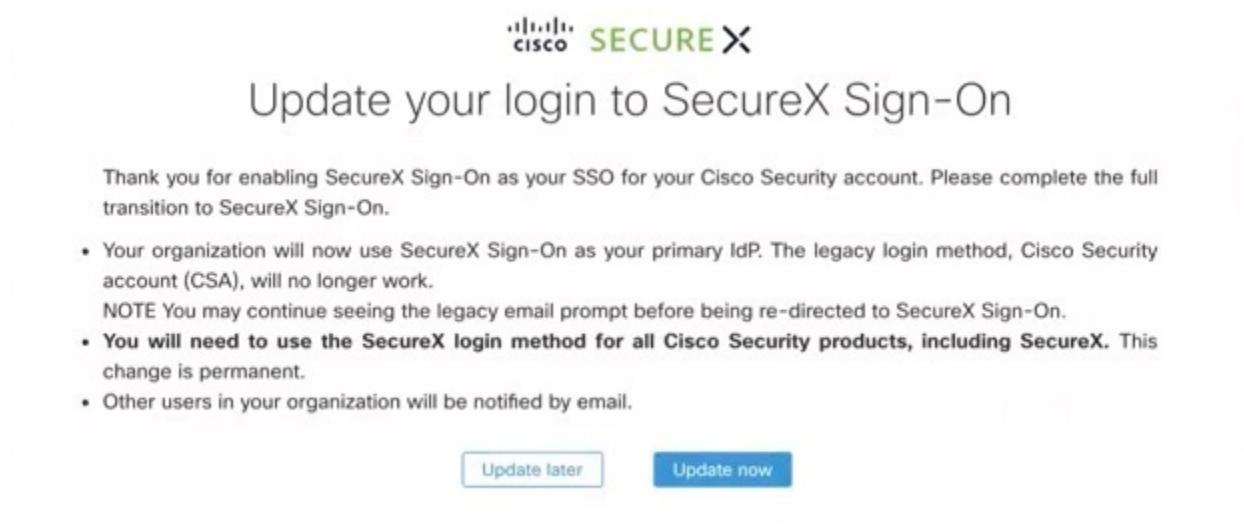 cisco SECURE X
Update your login to SecureX Sign-On
Thank you for enabling SecureX Sign-On as your SSO for your Cisco Security account. Please complete the full
transition to SecureX Sign-On.
• Your organization will now use SecureX Sign-On as your primary IdP. The legacy login method, Cisco Security
account (CSA), will no longer work.
NOTE You may continue seeing the legacy email prompt before being re-directed to SecureX Sign-On.
• You will need to use the SecureX login method for all Cisco Security products, including SecureX. This
change is permanent.
• Other users in your organization will be notified by email.
Update later Update now